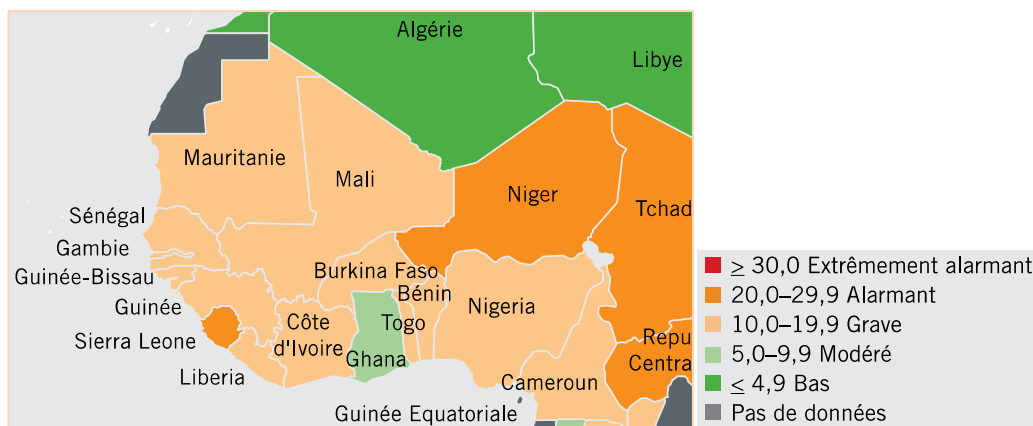 Algérie
Libye
Mauritanie
Mali
Niger
Tchad
Sénégal
Gambie
Guinée-Bissau
Guinée
Sierra Leone
Liberia
Côte
d'Ivoire
Burkina Faso
Bénin
Togo
Ghana
Nigeria
Cameroun
Repu
Centra
Guinée Equatoriale
≥ 30,0 Extrêmement alarmant
20,0–29,9 Alarmant
10,0–19,9 Grave
5,0–9,9 Modéré
≤ 4,9 Bas
Pas de données